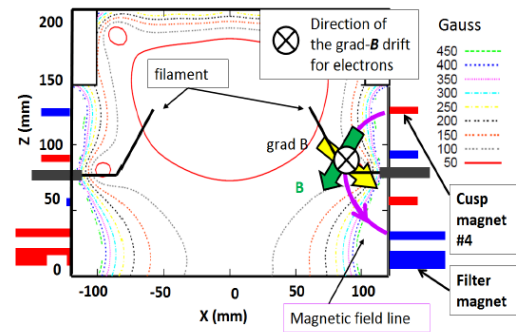 200
150
100
50
0
Z (mm)
-100
-50
0
50
100
X (mm)
filament
Direction of
the grad-B drift
for electrons
grad B
B
Magnetic field line
Gauss
450
400
350
300
250
200
150
100
50
Cusp
magnet
#4
Filter
magnet